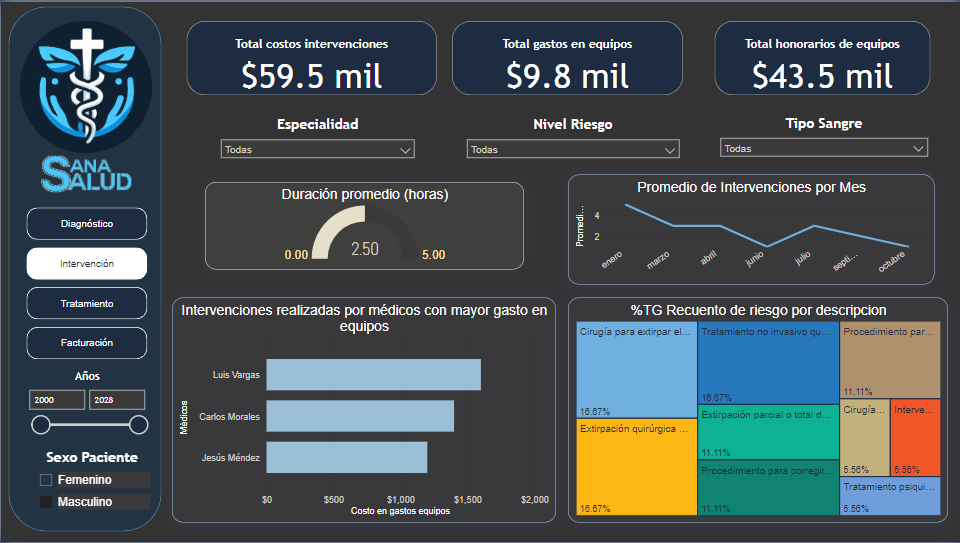 SANA
SALUD
Diagnóstico
Intervención
Tratamiento
Facturación
Años
2000
2028
Sexo Paciente
Femenino
Masculino
Total costos intervenciones
$59.5 mil
Total gastos en equipos
$9.8 mil
Total honorarios de equipos
$43.5 mil
Especialidad
Todas
Nivel Riesgo
Todas
Tipo Sangre
Todas
Duración promedio (horas)
0.00
2.50
5.00
Promedio de Intervenciones por Mes
Promedi...
4
2
enero
marzo
abril
junio
julio
septi...
octubre
Intervenciones realizadas por médicos con mayor gasto en
equipos
Médicos
Luis Vargas
Carlos Morales
Jesús Méndez
$0
$500
$1,000
$1,500
$2,000
Costo en gastos equipos
%TG Recuento de riesgo por descripcion
Cirugía para extirpar el...
16.67%
Extirpación quirúrgica ...
16.67%
Tratamiento no invasivo qu...
16.67%
Extirpación parcial o total d...
11.11%
Procedimiento para corregir...
11.11%
Procedimiento par...
11.11%
Cirugía...
5.56%
Interve...
5.56%
Tratamiento psiqui...
5.56%